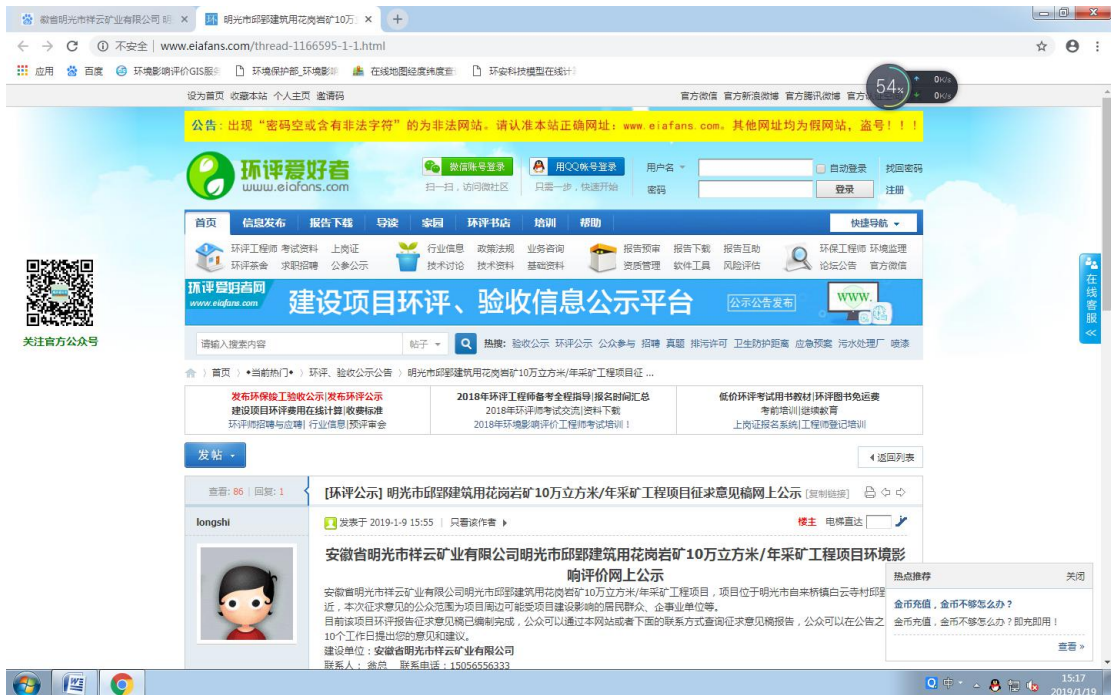 徽省明光市祥云矿业有限公司 明
明光市邱郢建筑用花岗岩矿10万
不安全 | www.eiafans.com/thread-1166595-1-1.html
应用 百度 环境影响评价GIS服 环境保护部_环境影 在线地图经度纬度查 环安科技模型在线计
54% 0K/s
0K/s
设为首页 收藏本站 个人主页 邀请码 官方微信 官方新浪微博 官方腾讯微博
公告：出现“密码空或含有非法字符”的为非法网站。请认准本站正确网址：www.eiafans.com。其他网址均为假网站，盗号！！！
环评爱好者
www.eiafans.com
微信账号登录 用QQ帐号登录 用户名 自动登录 找回密码
扫一扫，访问微社区 只需一步，快速开始 密码 登录 注册
首页 信息发布 报告下载 导读 家园 环评书店 培训 帮助 快捷导航
环评工程师 考试资料 上岗证 行业信息 政策法规 业务咨询 报告预审 报告下载 报告互助 环保工程师 环境监理
环评茶会 求职招聘 公参公示 技术讨论 技术资料 基础资料 资质管理 软件工具 风险评估 论坛公告 官方微信
环评爱好者网
www.eiafans.com
建设项目环评、验收信息公示平台 公示公告发布 www.
关注官方公众号
在线客服
请输入搜索内容 帖子 热搜: 验收公示 环评公示 公众参与 招聘 真题 排污许可 卫生防护距离 应急预案 污水处理厂 喷漆
首页 〉•当前热门• 〉 环评、验收公示公告 〉 明光市邱郢建筑用花岗岩矿10万立方米/年采矿工程项目征 ...
发布环保竣工验收公示|发布环评公示 2018年环评工程师备考全程指导|报名时间汇总 低价环评考试用书教材|环评图书免运费
建设项目环评费用在线计算|收费标准 2018年环评师考试交流|资料下载 考前培训|继续教育
环评师招聘与应聘| 行业信息|预评审会 2018年环境影响评价工程师考试培训！ 上岗证报名系统|工程师登记培训
发帖 返回列表
查看: 86 | 回复: 1 [环评公示] 明光市邱郢建筑用花岗岩矿10万立方米/年采矿工程项目征求意见稿网上公示 [复制链接]
longshi 发表于 2019-1-9 15:55 | 只看该作者 楼主 电梯直达
安徽省明光市祥云矿业有限公司明光市邱郢建筑用花岗岩矿10万立方米/年采矿工程项目环境影
响评价网上公示
安徽省明光市祥云矿业有限公司明光市邱郢建筑用花岗岩矿10万立方米/年采矿工程项目，项目位于明光市自来桥镇白云寺村邱
近，本次征求意见的公众范围为项目周边可能受项目建设影响的居民群众、企事业单位等。
目前该项目环评报告征求意见稿已编制完成，公众可以通过本网站或者下面的联系方式查询征求意见稿报告，公众可以在公告之
10个工作日提出您的意见和建议。
建设单位：安徽省明光市祥云矿业有限公司
联系人： 翁总 联系电话：15056556333
热点推荐 关闭
金币充值，金币不够怎么办？
金币充值，金币不够怎么办？即充即用！
查看 »
中
15:17
2019/1/19